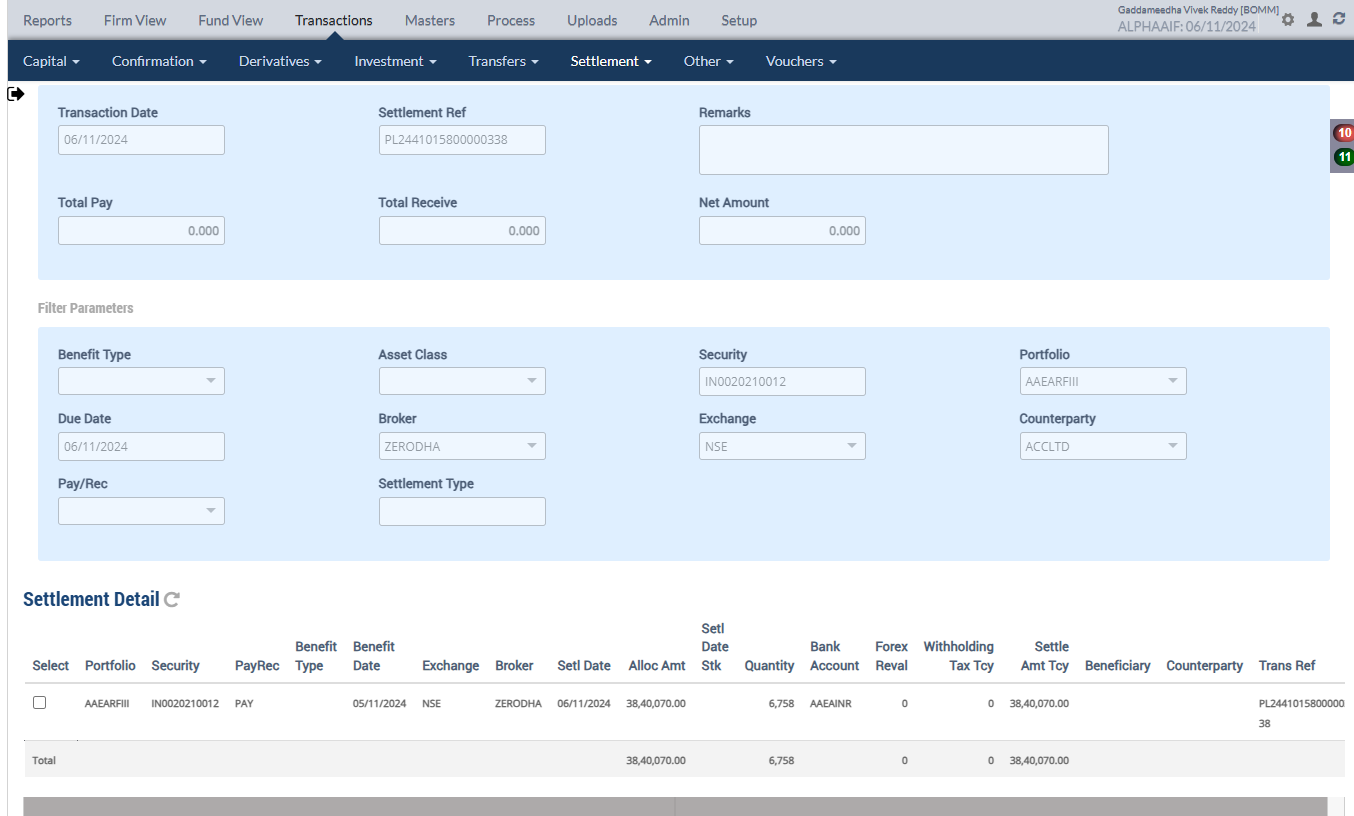 Reports Firm View Fund View Transactions Masters Process Uploads Admin Setup
Gaddameedha Vivek Reddy [BOMM]
ALPHAAIF: 06/11/2024
Capital Confirmation Derivatives Investment Transfers Settlement Other Vouchers
Transaction Date Settlement Ref Remarks
06/11/2024 PL2441015800000338
10
11
Total Pay Total Receive Net Amount
0.000 0.000 0.000
Filter Parameters
Benefit Type Asset Class Security Portfolio
IN0020210012 AAEARFIII
Due Date Broker Exchange Counterparty
06/11/2024 ZERODHA NSE ACCLTD
Pay/Rec Settlement Type
Settlement Detail
Select Portfolio Security PayRec Benefit Type Benefit Date Exchange Broker Setl Date Alloc Amt Setl Date Stk Quantity Bank Account Forex Reval Withholding Tax Tcy Settle Amt Tcy Beneficiary Counterparty Trans Ref
AAEARFIII IN0020210012 PAY 05/11/2024 NSE ZERODHA 06/11/2024 38,40,070.00 6,758 AAEAINR 0 0 38,40,070.00 PL2441015800000
38
Total 38,40,070.00 6,758 0 0 38,40,070.00